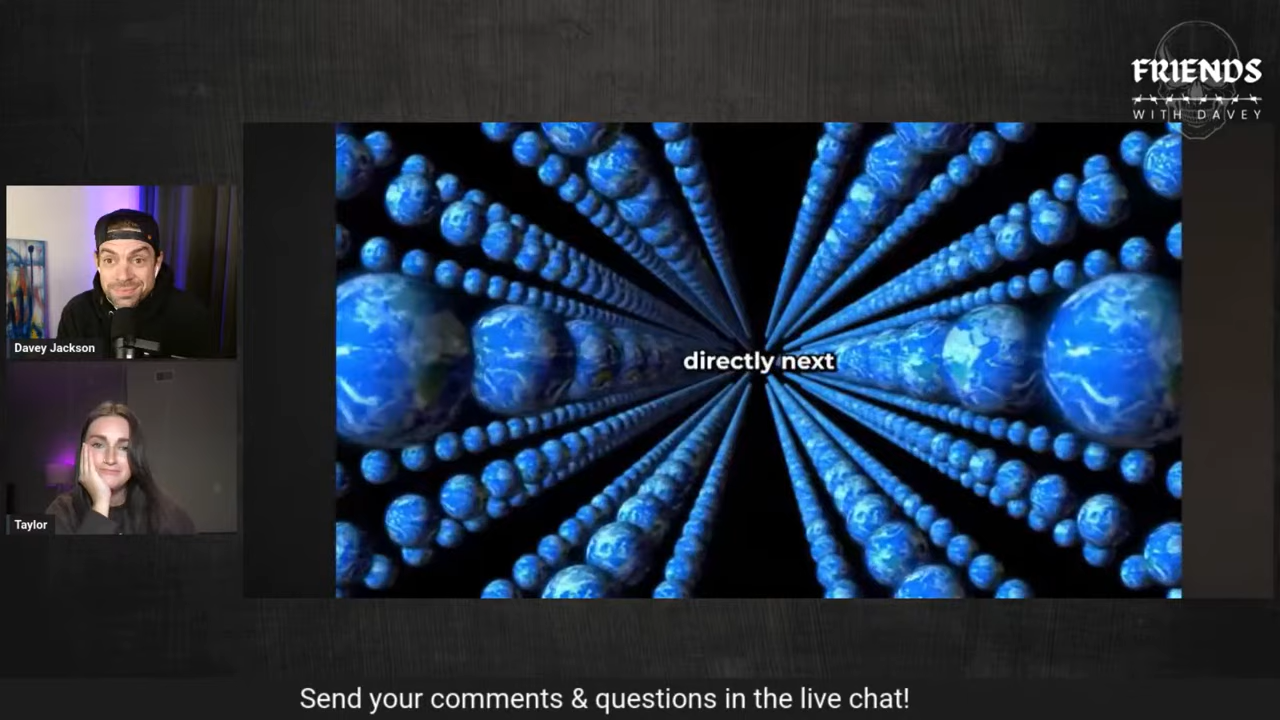 FRIENDS
WITH DAVEY
Davey Jackson
directly next
Taylor
Send your comments & questions in the live chat!